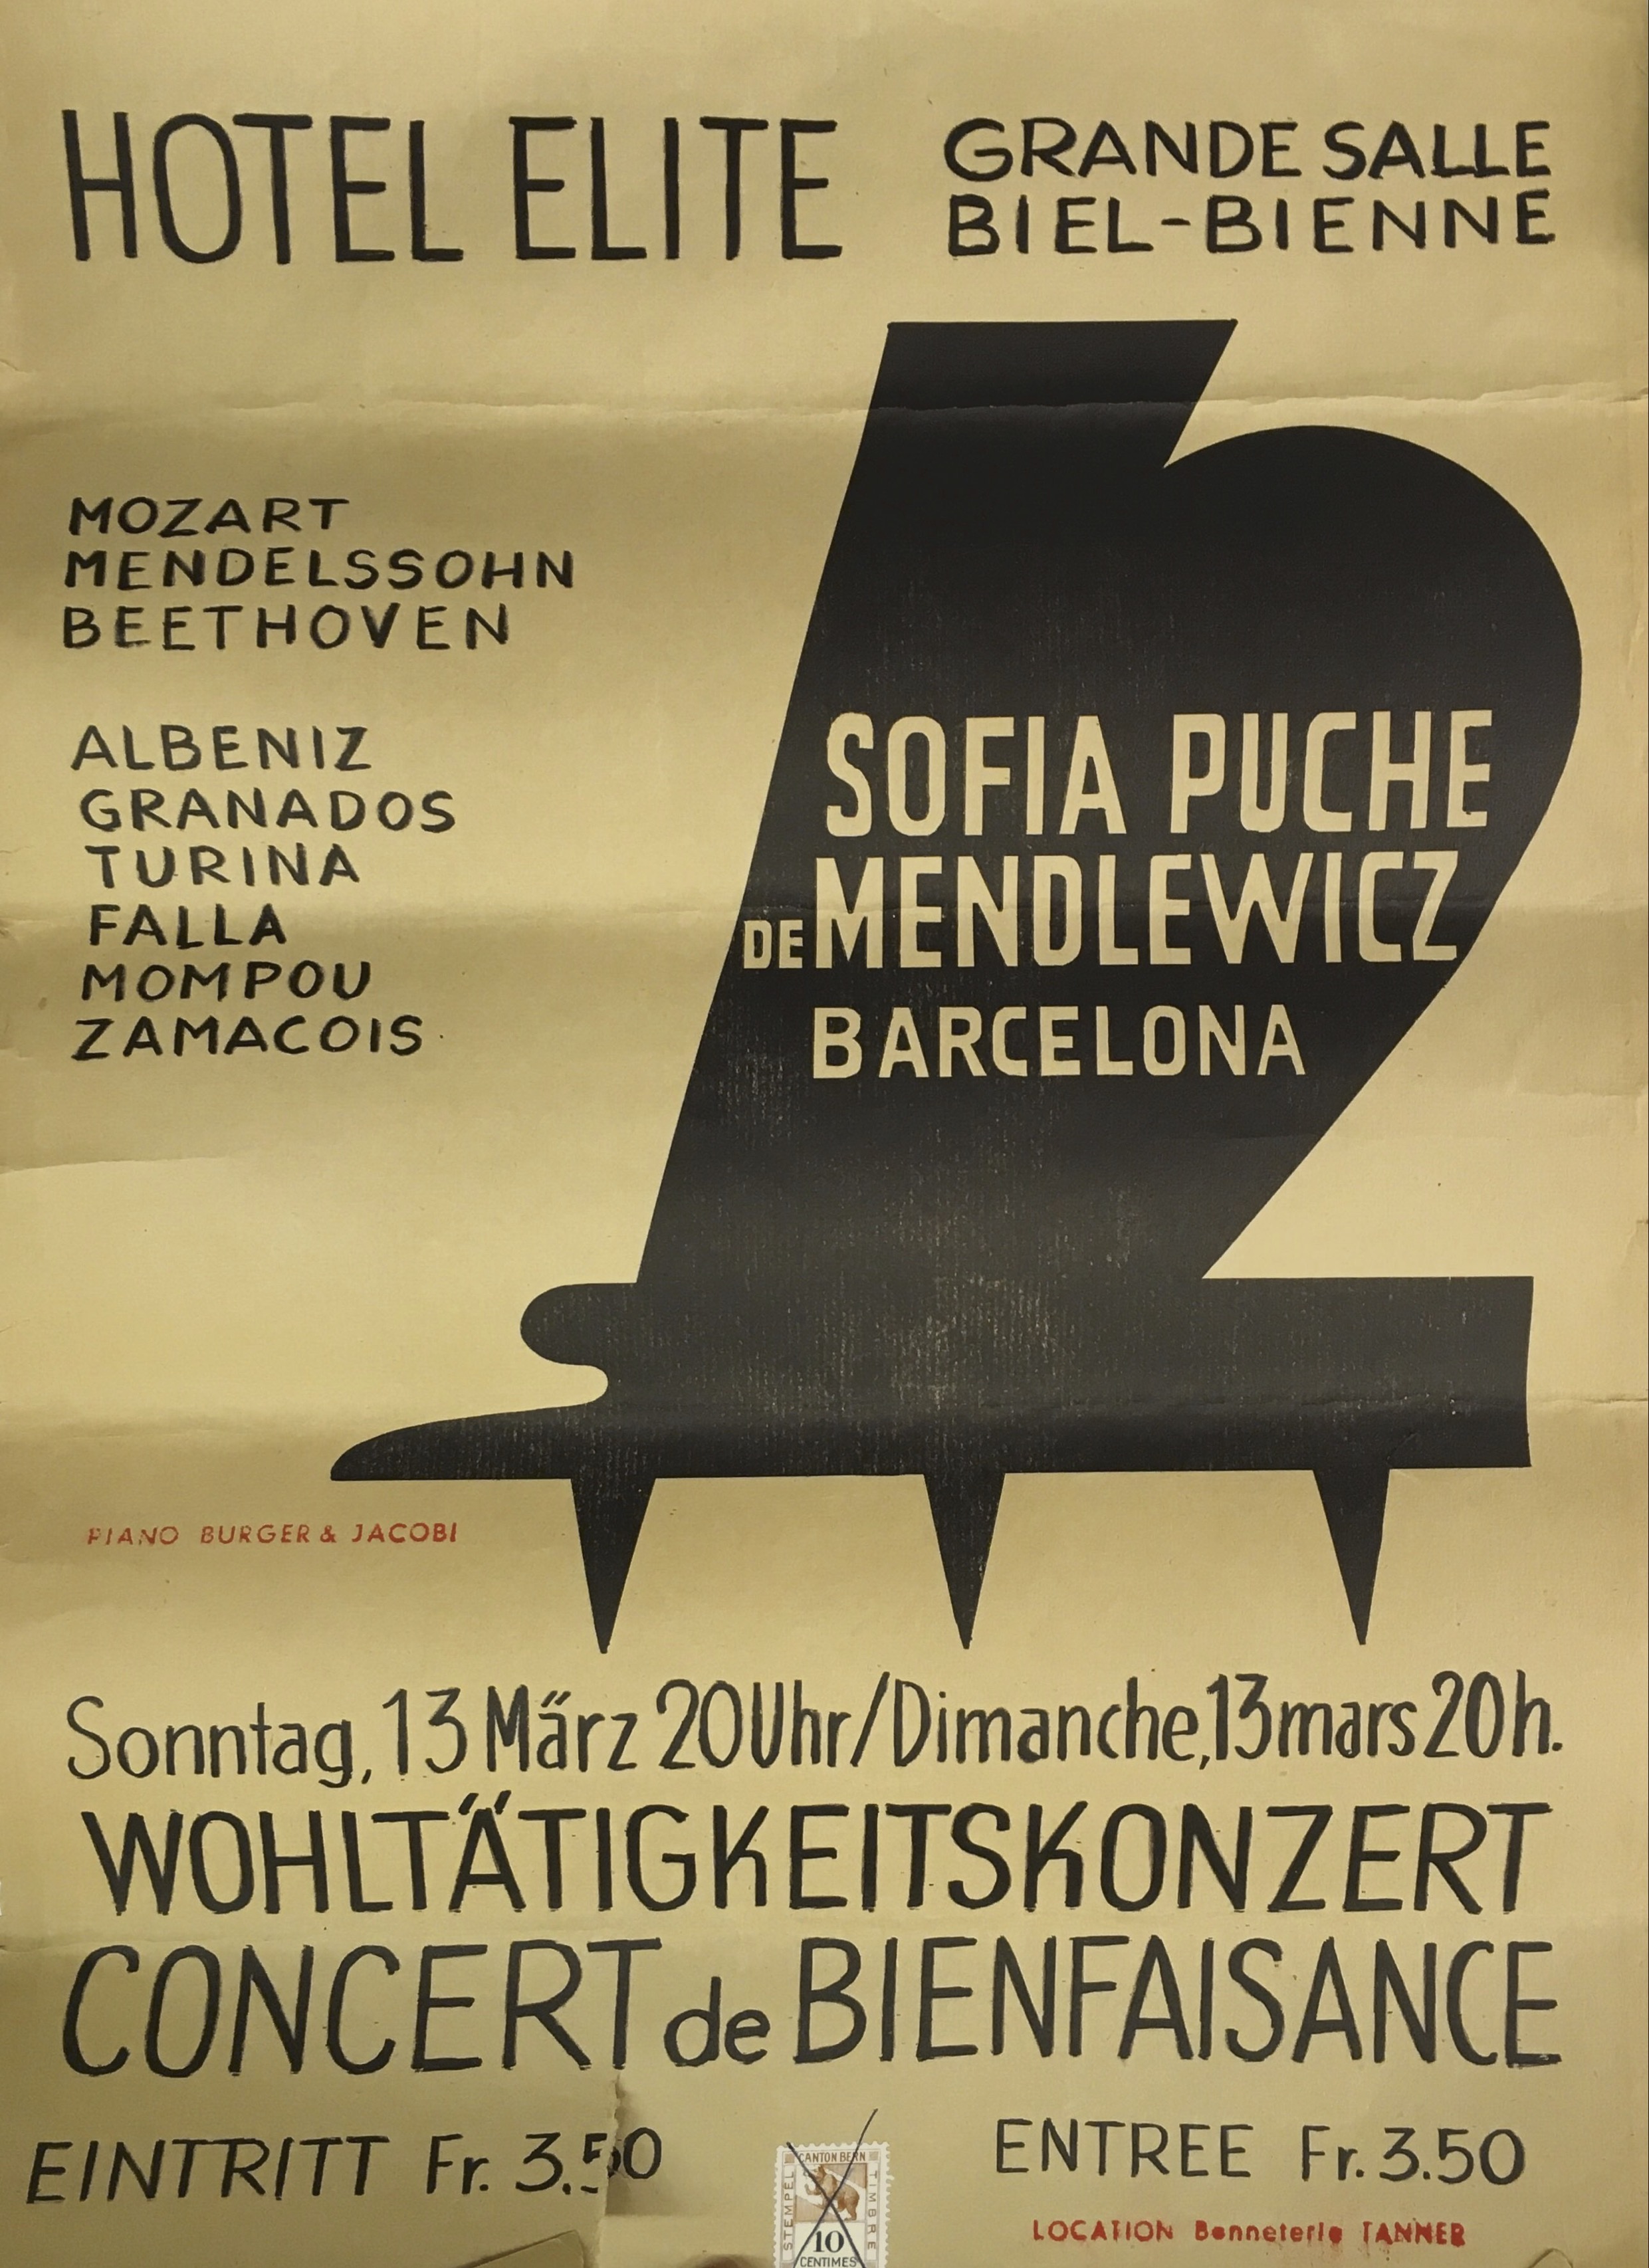 HOTEL ELITE
GRANDE SALLE
BIEL-BIENNE
MOZART
MENDELSSOHN
BEETHOVEN
ALBENIZ
GRANADOS
TURINA
FALLA
MOMPOU
ZAMACOIS
SOFIA PUCHE
DE MENDLEWICZ
BARCELONA
PIANO BURGER & JACOBI
Sonntag, 13 März 20 Uhr/Dimanche, 13 mars 20 h.
WOHLTÄTIGKEITSKONZERT
CONCERT de BIENFAISANCE
EINTRITT Fr. 3.50
ENTREE Fr. 3.50
CANTON BERN
STEMPEL
TIMBRE
10
CENTIMES
LOCATION Bonneterie TANNER